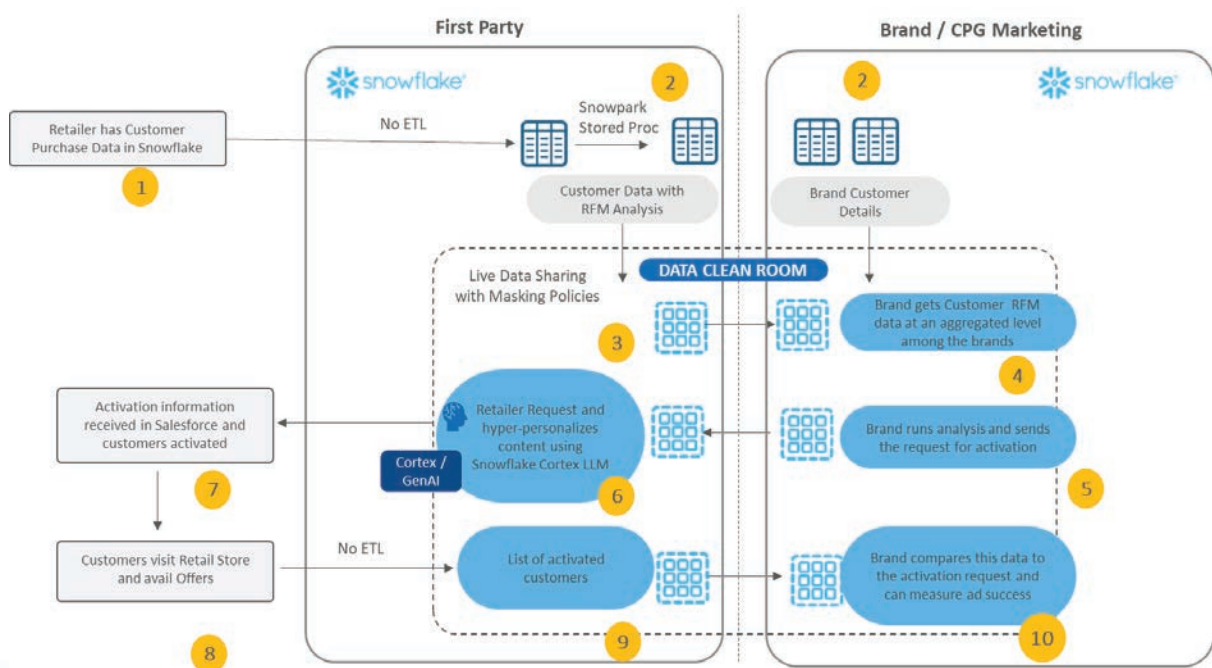 First Party
Brand / CPG Marketing
snowflake®
2
2
snowflake®
Retailer has Customer
Purchase Data in Snowflake
1
No ETL
Snowpark
Stored Proc
Customer Data with
RFM Analysis
Brand Customer
Details
DATA CLEAN ROOM
Live Data Sharing
with Masking Policies
3
Brand gets Customer RFM
data at an aggregated level
among the brands
4
Activation information
received in Salesforce and
customers activated
7
Retailer Request and
hyper-personalizes
content using
Snowflake Cortex LLM
Cortex /
GenAI
6
Brand runs analysis and sends
the request for activation
5
Customers visit Retail Store
and avail Offers
8
No ETL
List of activated
customers
9
Brand compares this data to
the activation request and
can measure ad success
10